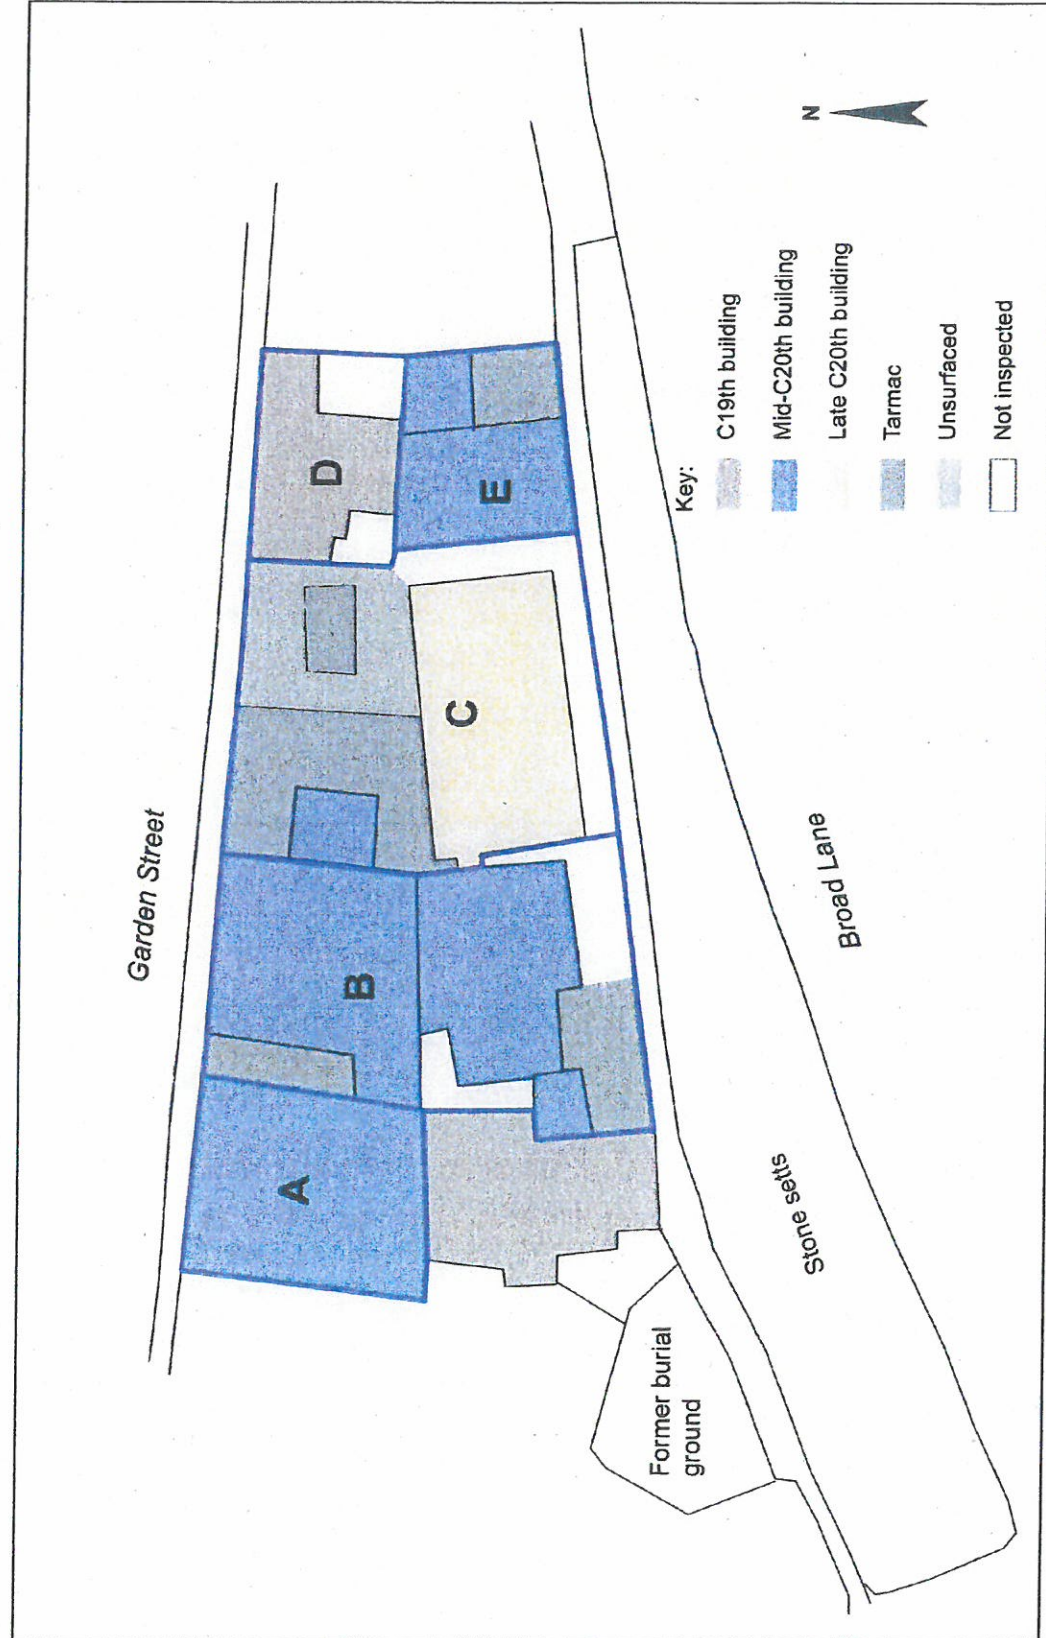 Garden Street
A
B
C
D
E
Former burial
ground
Stone setts
Broad Lane
N
Key:
C19th building
Mid-C20th building
Late C20th building
Tarmac
Unsurfaced
Not inspected